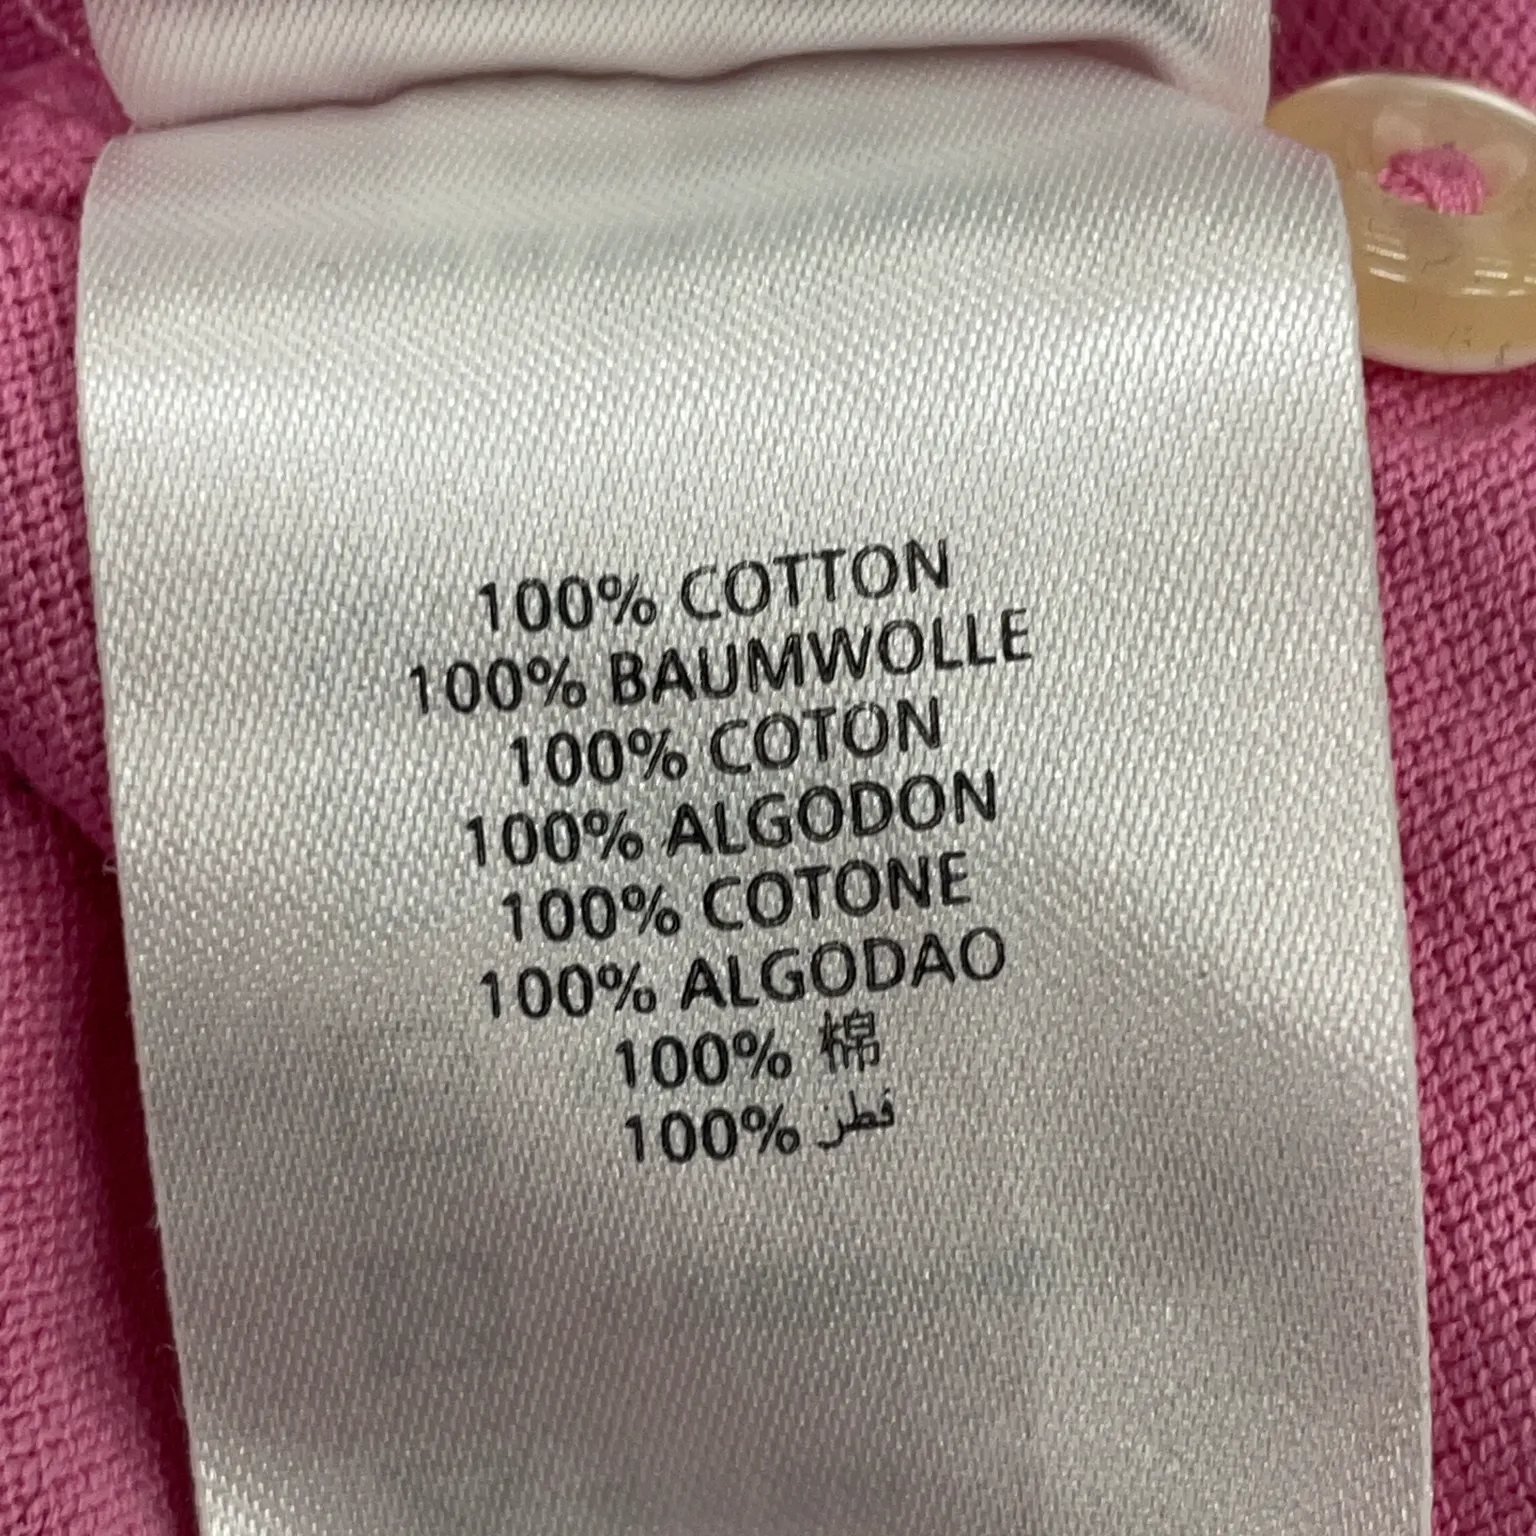 100% COTTON
100% BAUMWOLLE
100% COTON
100% ALGODON
100% COTONE
100% ALGODAO
100% 棉
100% قطن